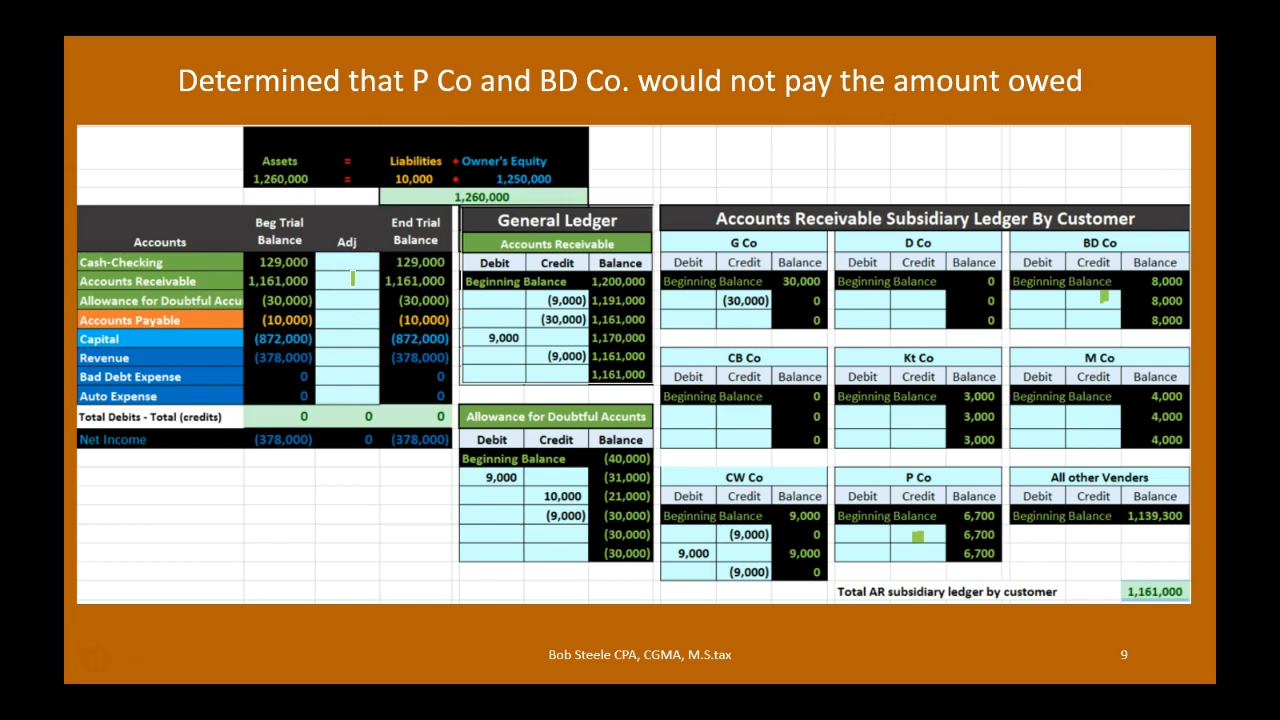 Determined that P Co and BD Co. would not pay the amount owed
Assets = Liabilities + Owner's Equity
1,260,000 = 10,000 + 1,250,000
1,260,000
Accounts Beg Trial Balance Adj End Trial Balance
Cash-Checking 129,000 129,000
Accounts Receivable 1,161,000 1,161,000
Allowance for Doubtful Accu (30,000) (30,000)
Accounts Payable (10,000) (10,000)
Capital (872,000) (872,000)
Revenue (378,000) (378,000)
Bad Debt Expense 0 0
Auto Expense 0 0
Total Debits - Total (credits) 0 0 0
Net Income (378,000) 0 (378,000)
General Ledger
Accounts Receivable
Debit Credit Balance
Beginning Balance 1,200,000
(9,000) 1,191,000
(30,000) 1,161,000
9,000 1,170,000
(9,000) 1,161,000
1,161,000
Allowance for Doubtful Accunts
Debit Credit Balance
Beginning Balance (40,000)
9,000 (31,000)
10,000 (21,000)
(9,000) (30,000)
(30,000)
(30,000)
Accounts Receivable Subsidiary Ledger By Customer
G Co
Debit Credit Balance
Beginning Balance 30,000
(30,000) 0
0
D Co
Debit Credit Balance
Beginning Balance 0
0
0
BD Co
Debit Credit Balance
Beginning Balance 8,000
8,000
8,000
CB Co
Debit Credit Balance
Beginning Balance 0
0
0
Kt Co
Debit Credit Balance
Beginning Balance 3,000
3,000
3,000
M Co
Debit Credit Balance
Beginning Balance 4,000
4,000
4,000
CW Co
Debit Credit Balance
Beginning Balance 9,000
(9,000) 0
9,000 9,000
(9,000) 0
P Co
Debit Credit Balance
Beginning Balance 6,700
6,700
6,700
All other Venders
Debit Credit Balance
Beginning Balance 1,139,300
Total AR subsidiary ledger by customer 1,161,000
Bob Steele CPA, CGMA, M.S.tax
9